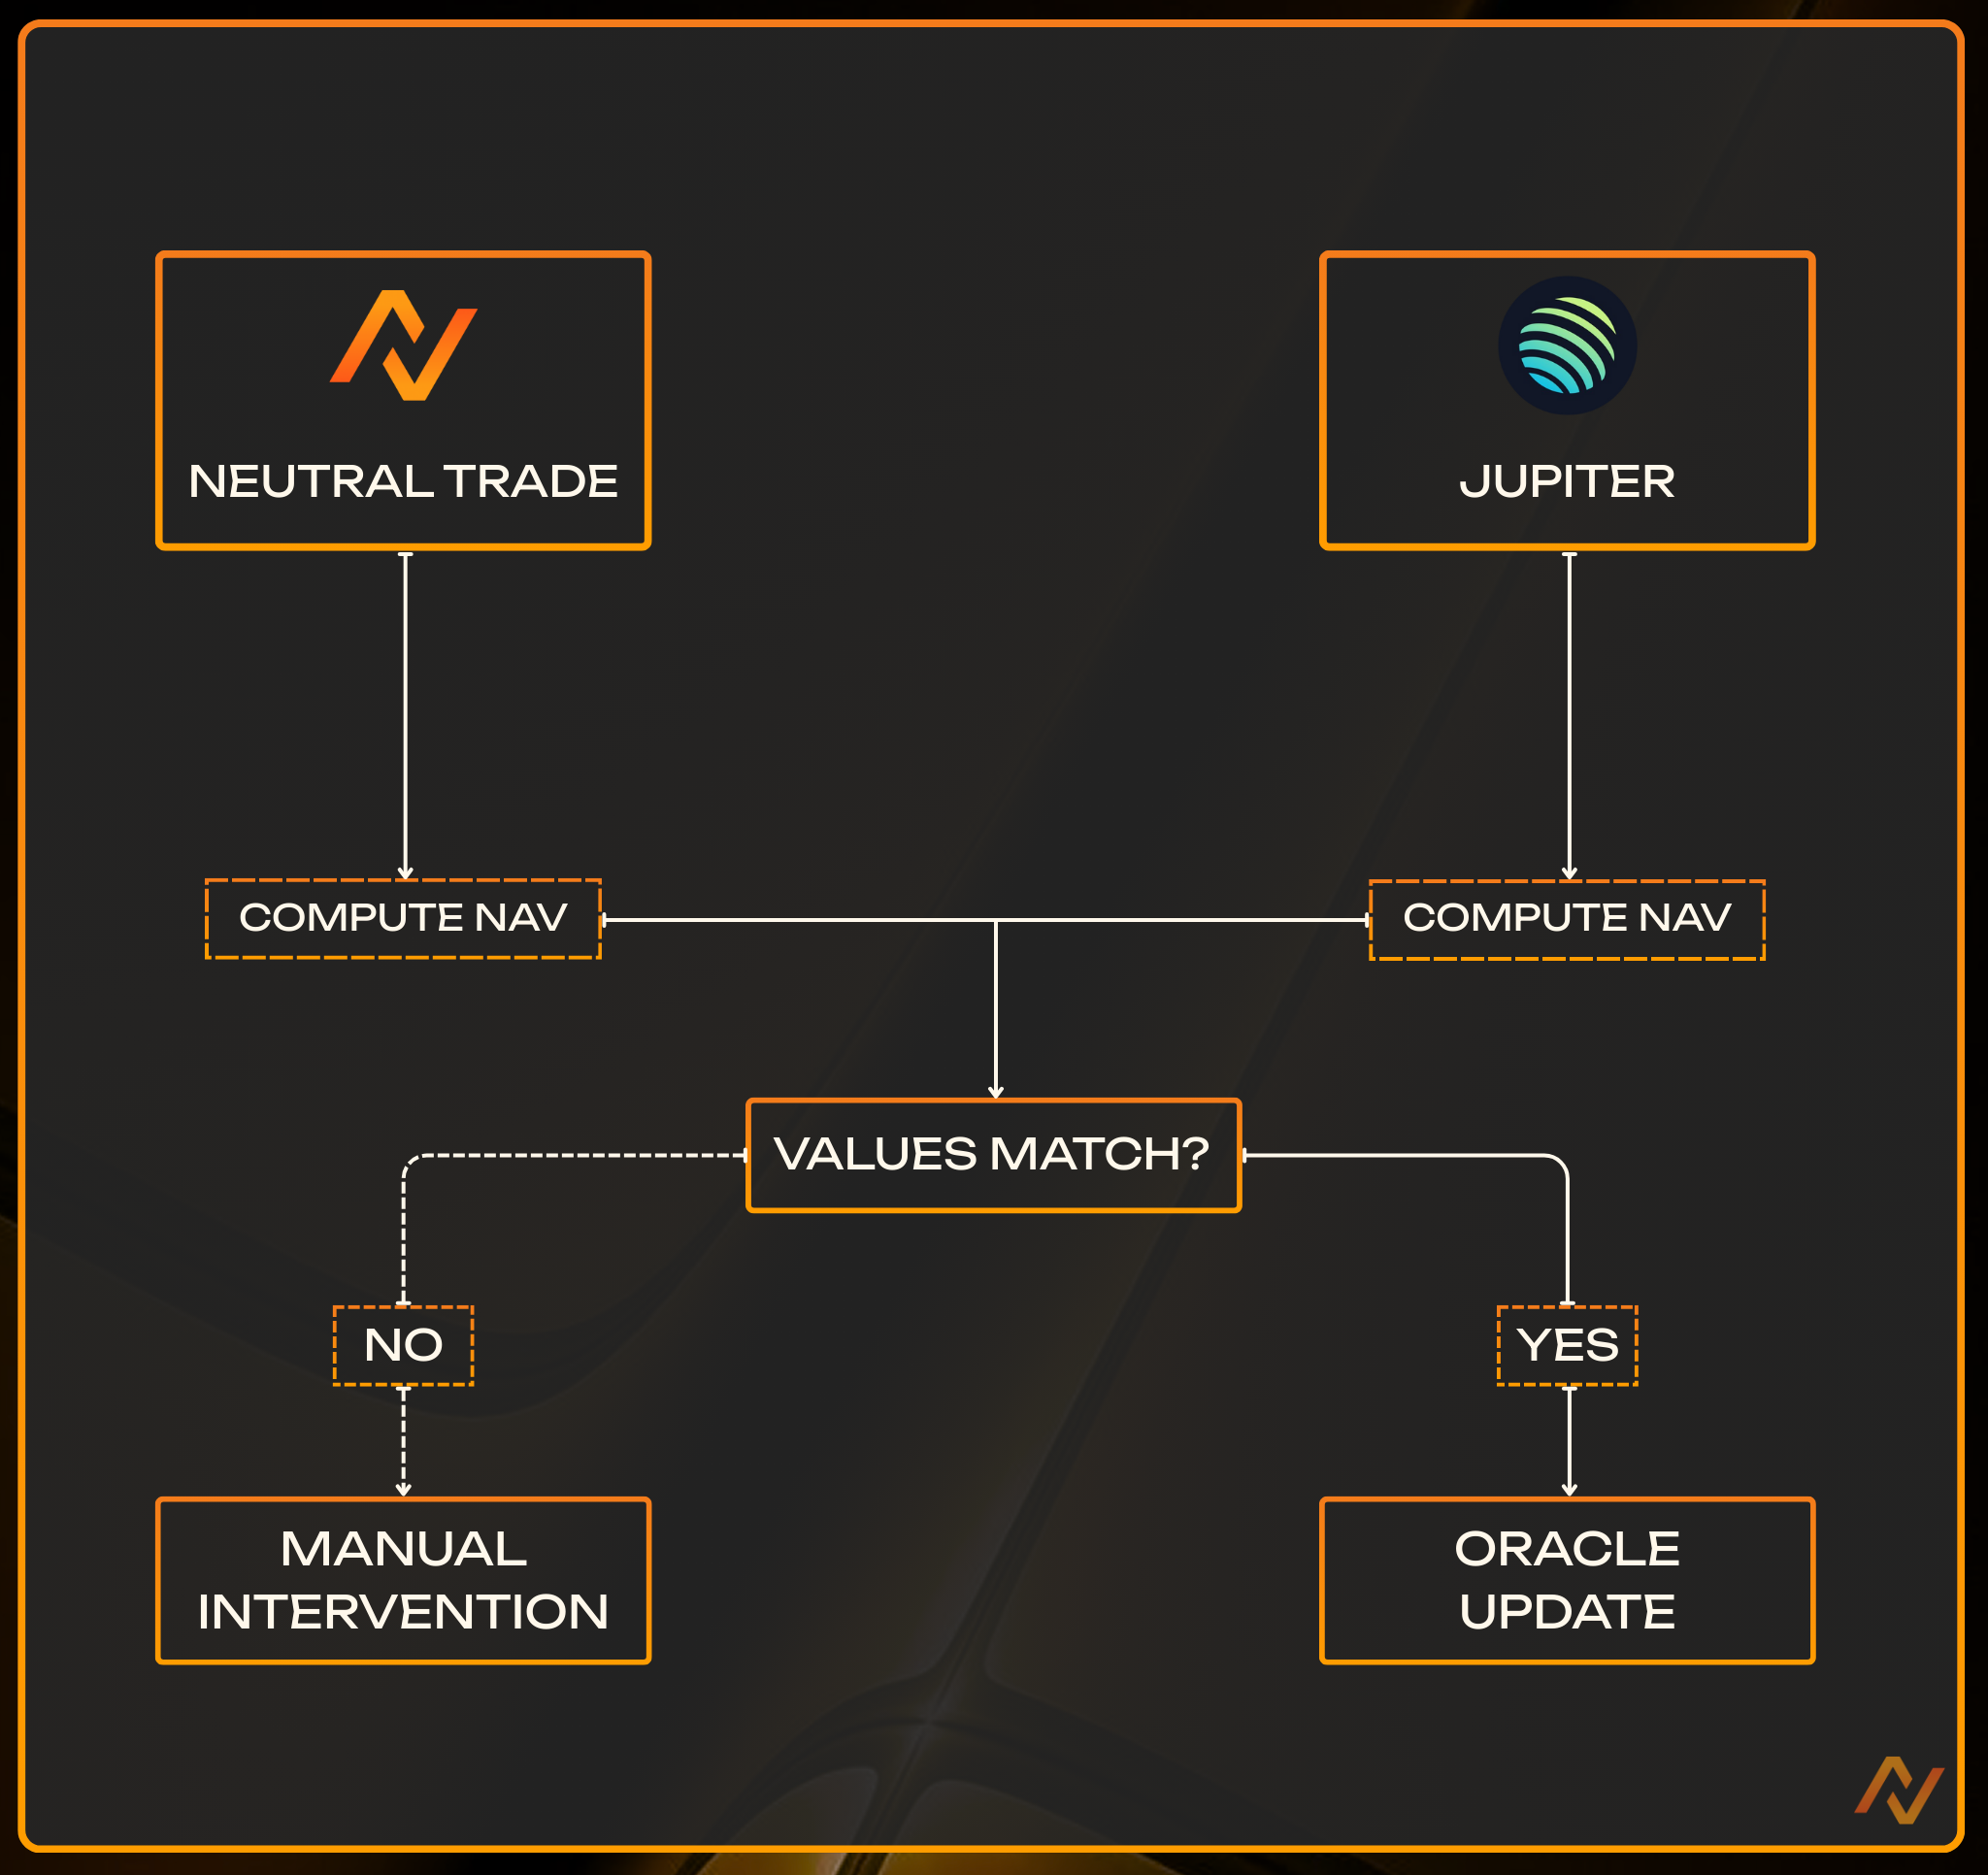 NEUTRAL TRADE
JUPITER
COMPUTE NAV
COMPUTE NAV
VALUES MATCH?
NO
YES
MANUAL
INTERVENTION
ORACLE
UPDATE